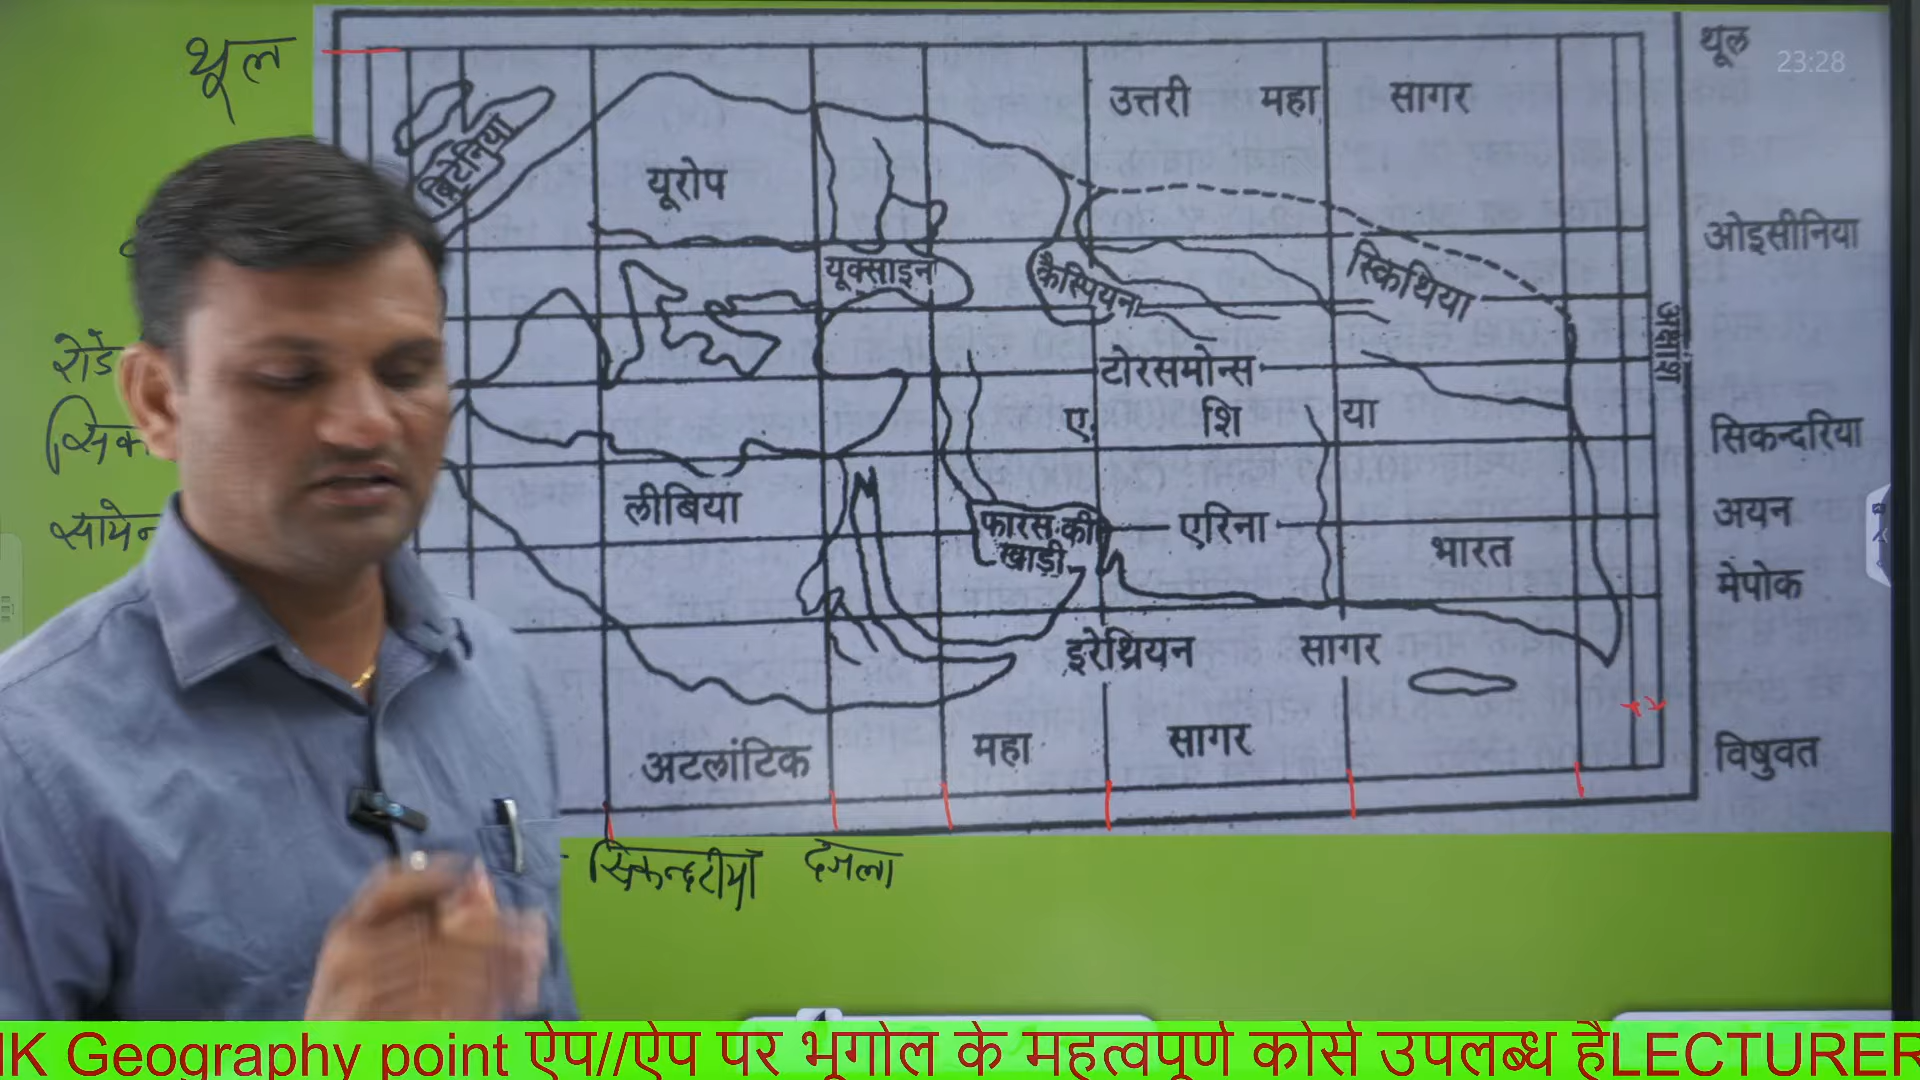 थूल
उत्तरी महा सागर
थूल
23:28
ब्रिटेनिया
यूरोप
ओइसीनिया
यूक्साइन
कैस्पियन
स्किथिया
अक्षांश
टोरसमोन्स
ए. शि या
सिकन्दरिया
लीबिया
फारस की
खाड़ी
एरिना
भारत
अयन
मेपोक
इरेथ्रियन सागर
अटलांटिक महा सागर
विषुवत
सिकन्दरीया दजला
IK Geography point ऐप//ऐप पर भूगोल के महत्वपूर्ण कोर्स उपलब्ध हैLECTURER